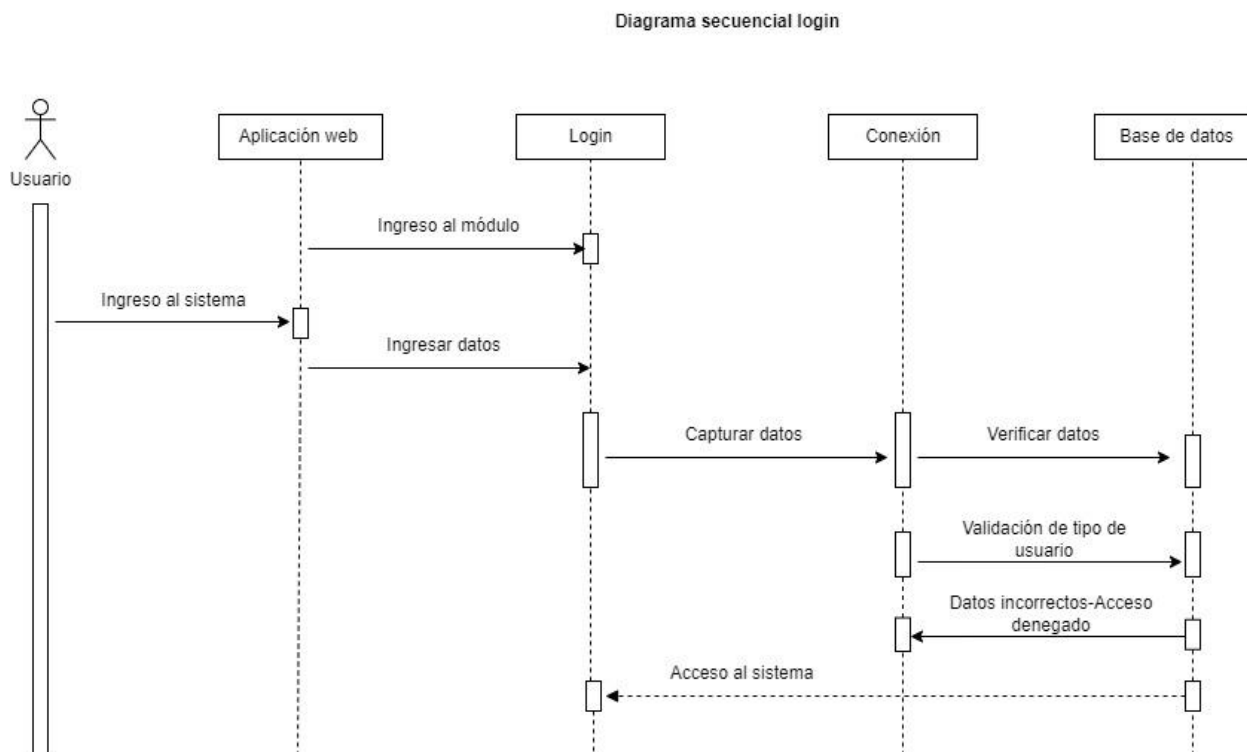 Diagrama secuencial login
Usuario
Aplicación web
Login
Conexión
Base de datos
Ingreso al módulo
Ingreso al sistema
Ingresar datos
Capturar datos
Verificar datos
Validación de tipo de
usuario
Datos incorrectos-Acceso
denegado
Acceso al sistema